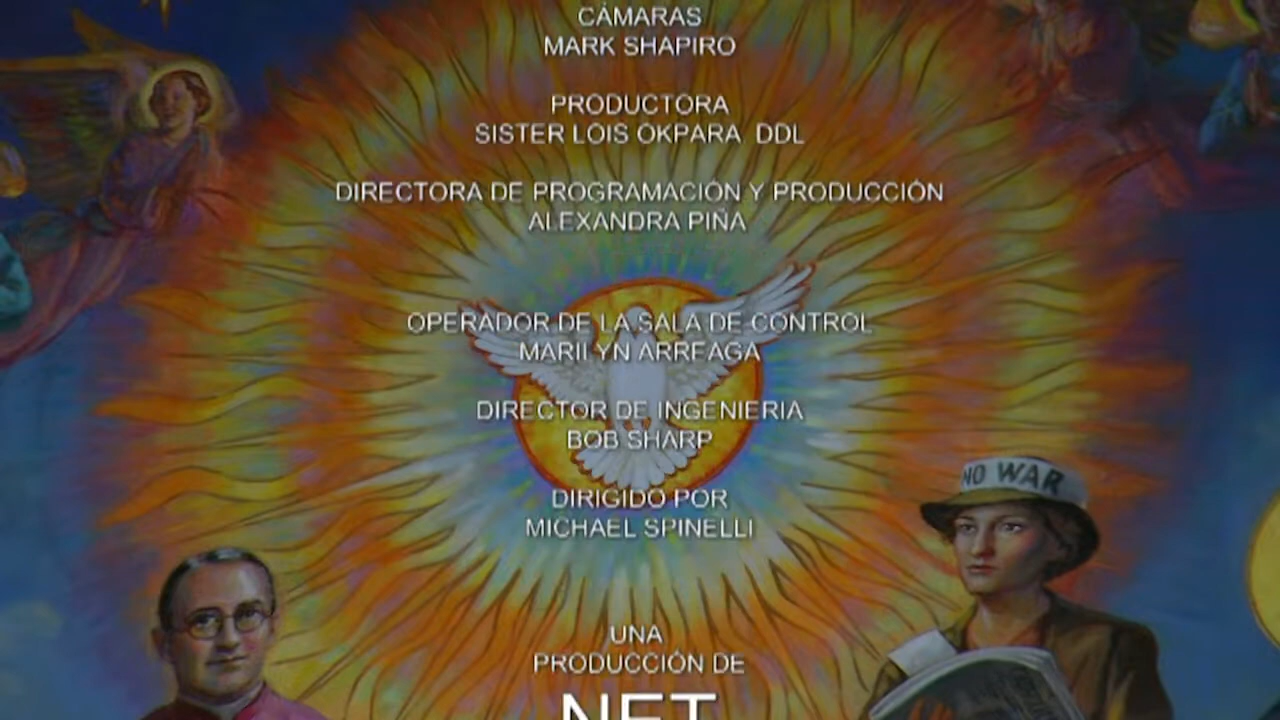 CÁMARAS
MARK SHAPIRO
PRODUCTORA
SISTER LOIS OKPARA DDL
DIRECTORA DE PROGRAMACIÓN Y PRODUCCIÓN
ALEXANDRA PIÑA
OPERADOR DE LA SALA DE CONTROL
MARILYN ARREAGA
DIRECTOR DE INGENIERIA
BOB SHARP
NO WAR
DIRIGIDO POR
MICHAEL SPINELLI
UNA
PRODUCCIÓN DE
NET